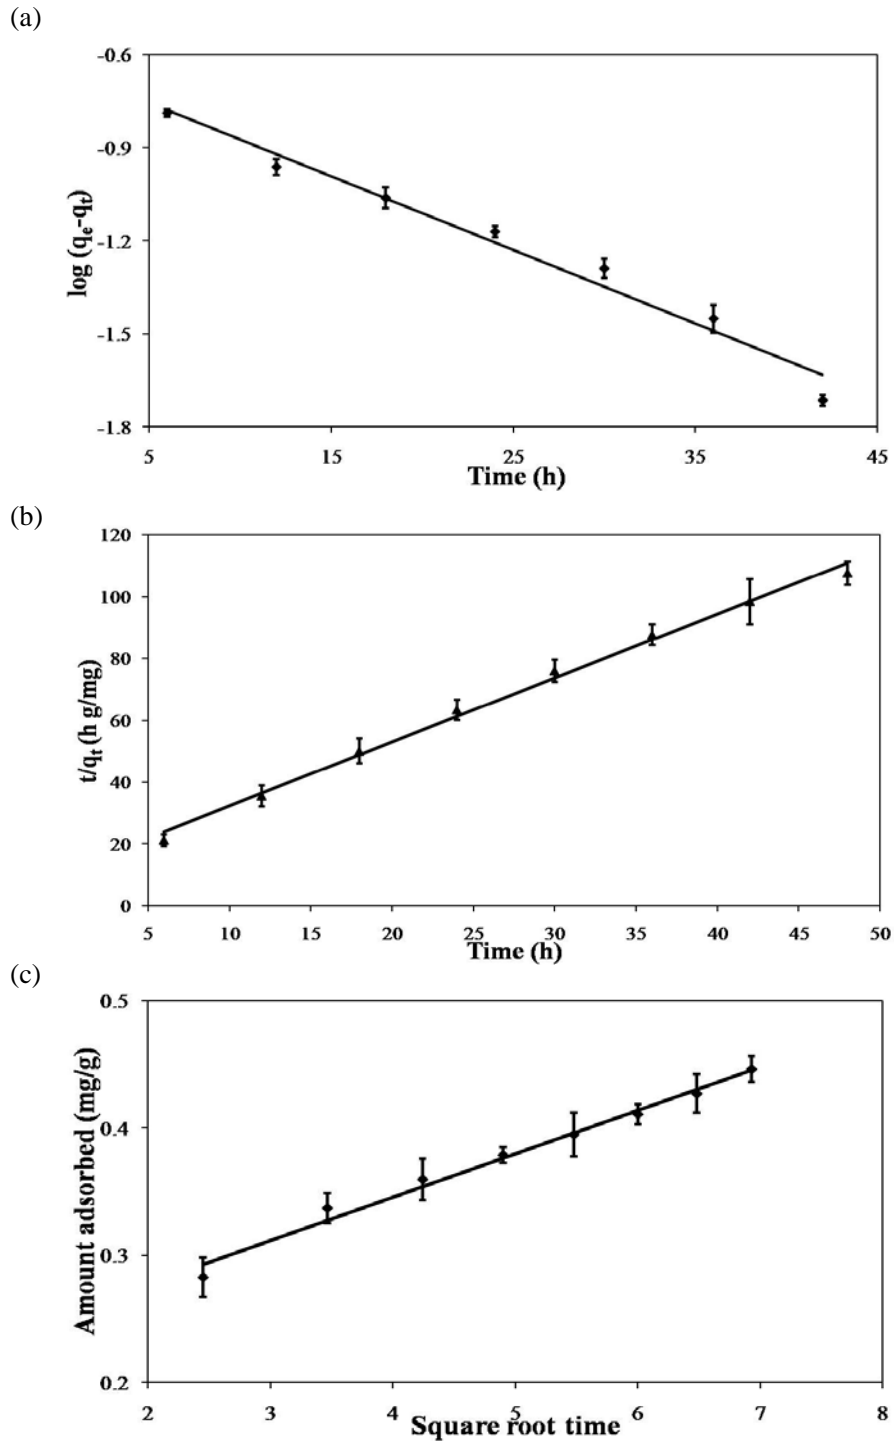 (a)
-0.6
-0.9
-1.2
-1.5
-1.8
log (qe-qt)
5 15 25 35 45
Time (h)
(b)
120
100
80
60
40
20
0
t/qt (h g/mg)
5 10 15 20 25 30 35 40 45 50
Time (h)
(c)
0.5
0.4
0.3
0.2
Amount adsorbed (mg/g)
2 3 4 5 6 7 8
Square root time